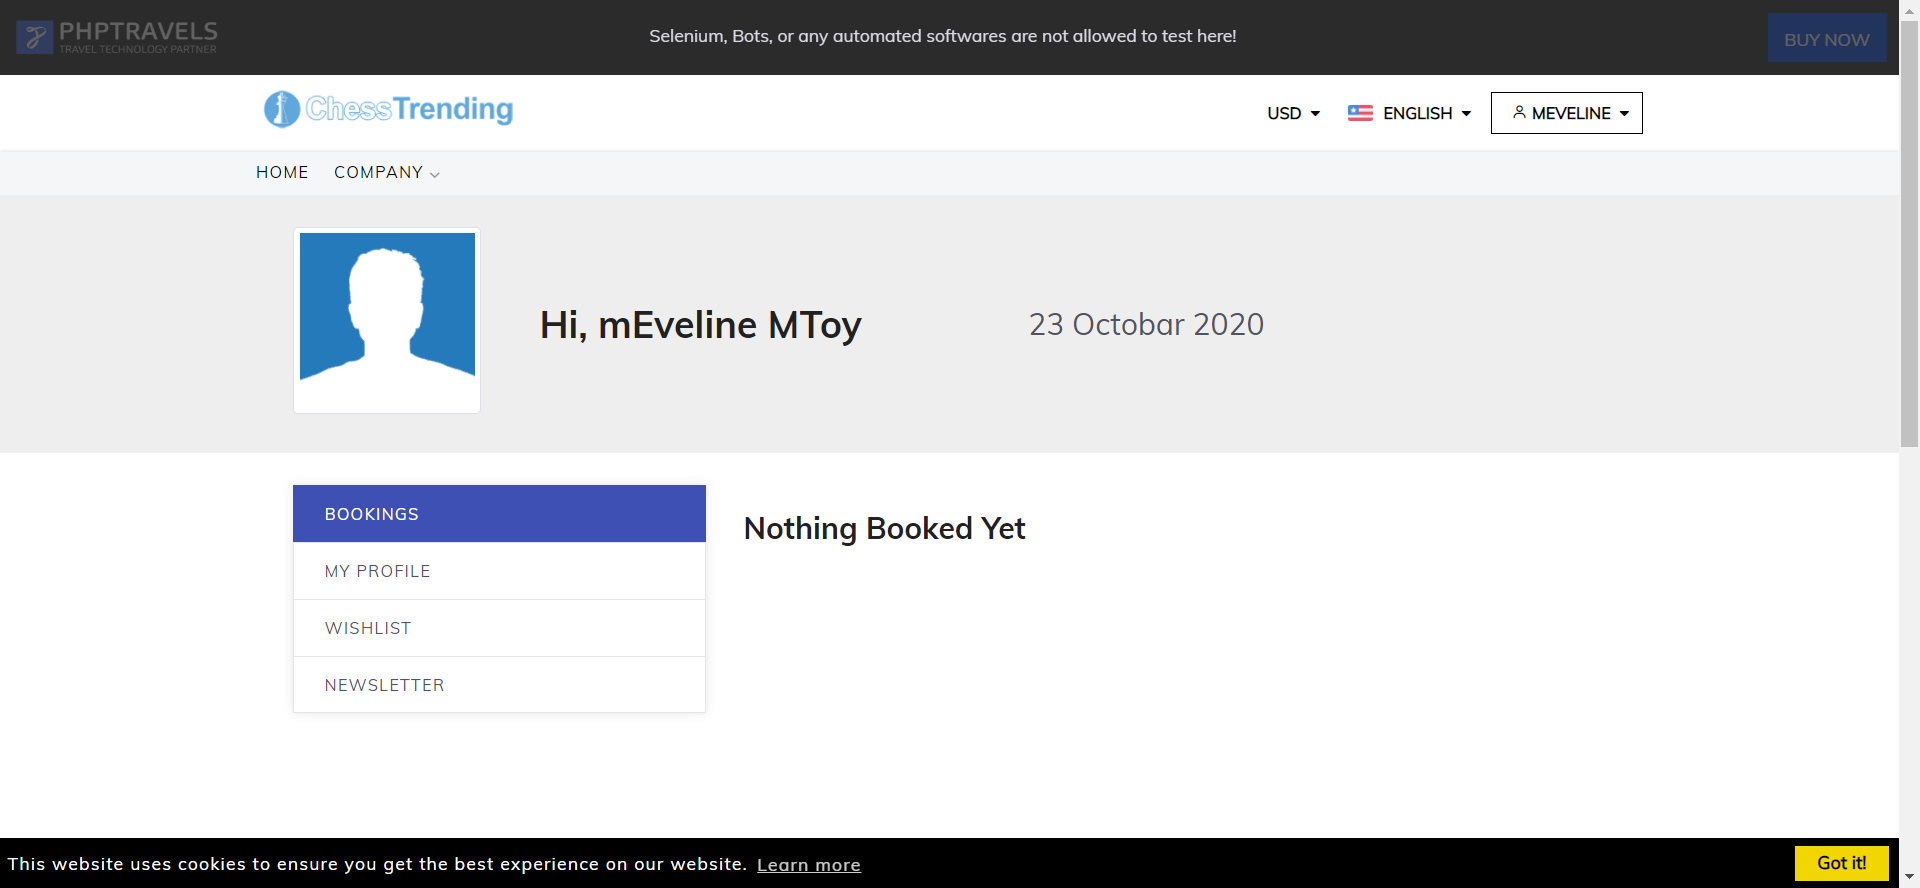 PHPTRAVELS
TRAVEL TECHNOLOGY PARTNER
Selenium, Bots, or any automated softwares are not allowed to test here!
BUY NOW
ChessTrending
USD
ENGLISH
MEVELINE
HOME
COMPANY
Hi, mEveline MToy
23 Octobar 2020
BOOKINGS
MY PROFILE
WISHLIST
NEWSLETTER
Nothing Booked Yet
This website uses cookies to ensure you get the best experience on our website. Learn more
Got it!